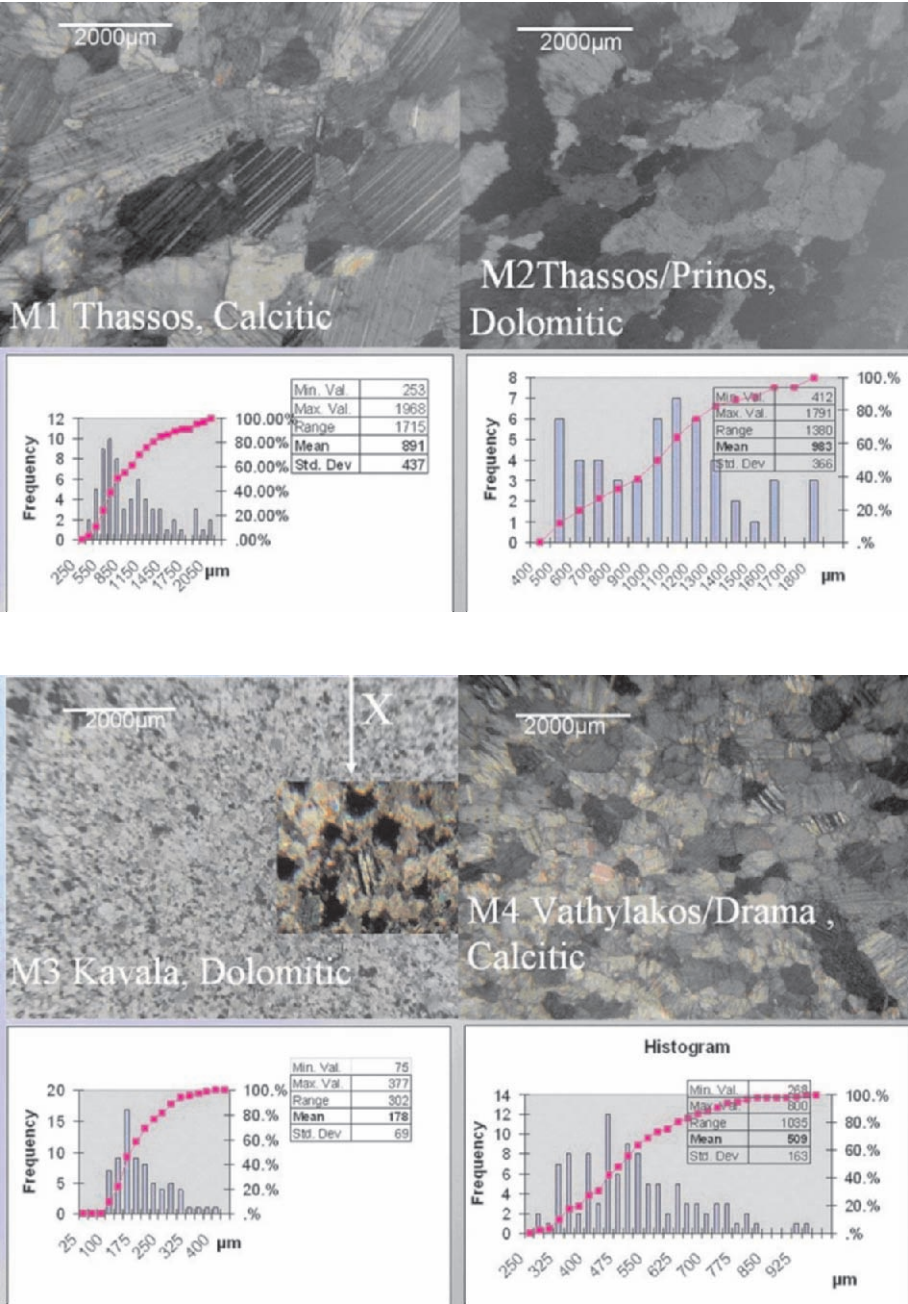 2000µm
M1 Thassos, Calcitic
2000µm
M2Thassos/Prinos,
Dolomitic
Min. Val. 253
Max. Val. 1968
Range 1715
Mean 891
Std. Dev 437
Frequency
12
10
8
6
4
2
0
100.00%
80.00%
60.00%
40.00%
20.00%
.00%
250 550 850 1150 1450 1750 2050 µm
Min. Val. 412
Max. Val. 1791
Range 1380
Mean 983
Std. Dev 366
Frequency
8
7
6
5
4
3
2
1
0
100.%
80.%
60.%
40.%
20.%
.%
400 500 600 700 800 900 1000 1100 1200 1300 1400 1500 1600 1700 1800 µm
2000µm
X
M3 Kavala, Dolomitic
2000µm
M4 Vathylakos/Drama ,
Calcitic
Min. Val. 75
Max. Val. 377
Range 302
Mean 178
Std. Dev 69
Frequency
20
15
10
5
0
100.%
80.%
60.%
40.%
20.%
.%
25 100 175 250 325 400 µm
Histogram
Min. Val. 268
Max. Val. 800
Range 1035
Mean 509
Std. Dev 163
Frequency
14
12
10
8
6
4
2
0
100.%
80.%
60.%
40.%
20.%
.%
250 325 400 475 550 625 700 775 850 925 µm